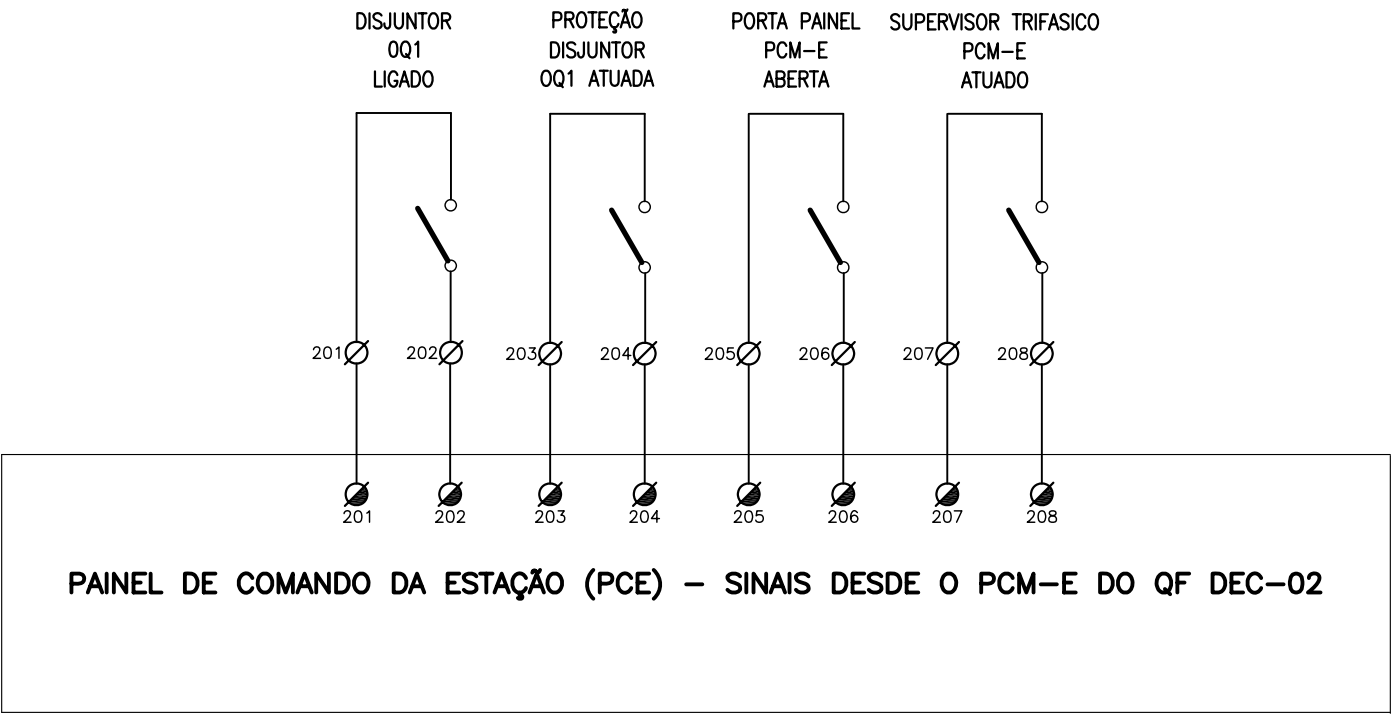 DISJUNTOR
0Q1
LIGADO
PROTEÇÃO
DISJUNTOR
0Q1 ATUADA
PORTA PAINEL
PCM-E
ABERTA
SUPERVISOR TRIFASICO
PCM-E
ATUADO
201 202 203 204 205 206 207 208
201 202 203 204 205 206 207 208
PAINEL DE COMANDO DA ESTAÇÃO (PCE) - SINAIS DESDE O PCM-E DO QF DEC-02